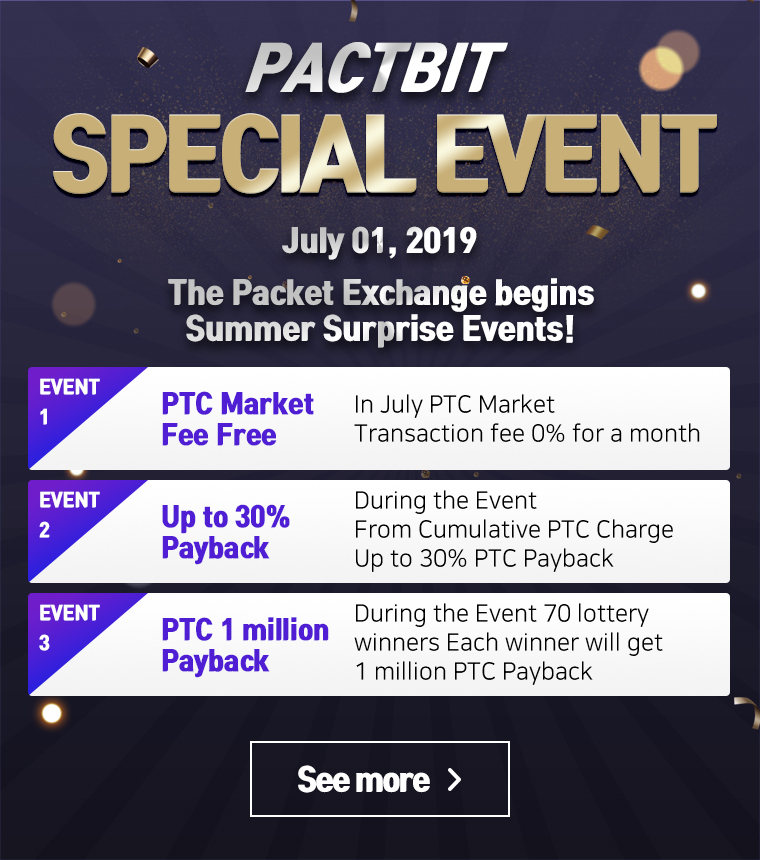 PACTBIT
SPECIAL EVENT
July 01, 2019
The Packet Exchange begins
Summer Surprise Events!
EVENT
1
PTC Market
Fee Free
In July PTC Market
Transaction fee 0% for a month
EVENT
2
Up to 30%
Payback
During the Event
From Cumulative PTC Charge
Up to 30% PTC Payback
EVENT
3
PTC 1 million
Payback
During the Event 70 lottery
winners Each winner will get
1 million PTC Payback
See more >